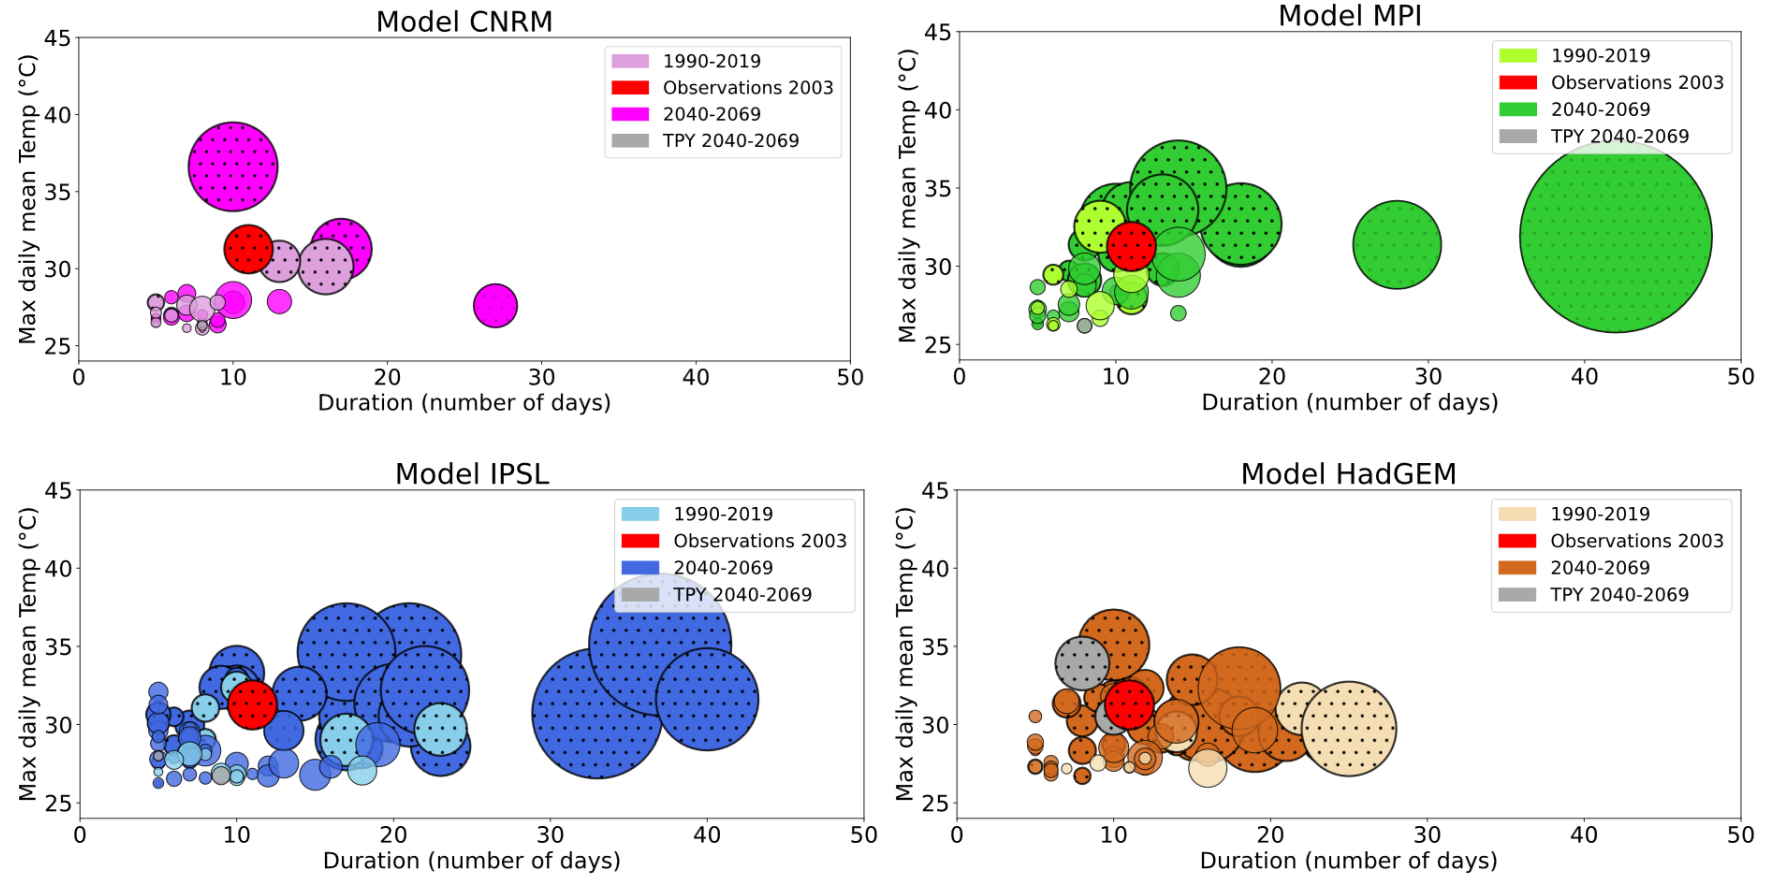 Model CNRM
Max daily mean Temp (°C)
45
40
35
30
25
0
10
20
30
40
50
Duration (number of days)
1990-2019
Observations 2003
2040-2069
TPY 2040-2069
Model MPI
Max daily mean Temp (°C)
45
40
35
30
25
0
10
20
30
40
50
Duration (number of days)
1990-2019
Observations 2003
2040-2069
TPY 2040-2069
Model IPSL
Max daily mean Temp (°C)
45
40
35
30
25
0
10
20
30
40
50
Duration (number of days)
1990-2019
Observations 2003
2040-2069
TPY 2040-2069
Model HadGEM
Max daily mean Temp (°C)
45
40
35
30
25
0
10
20
30
40
50
Duration (number of days)
1990-2019
Observations 2003
2040-2069
TPY 2040-2069